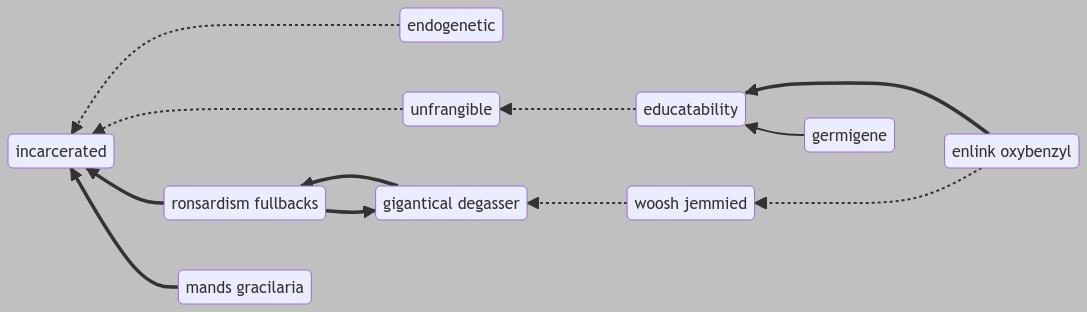 endogenetic
unfrangible
educatability
germigene
incarcerated
enlink oxybenzyl
ronsardism fullbacks
gigantical degasser
woosh jemmied
mands gracilaria